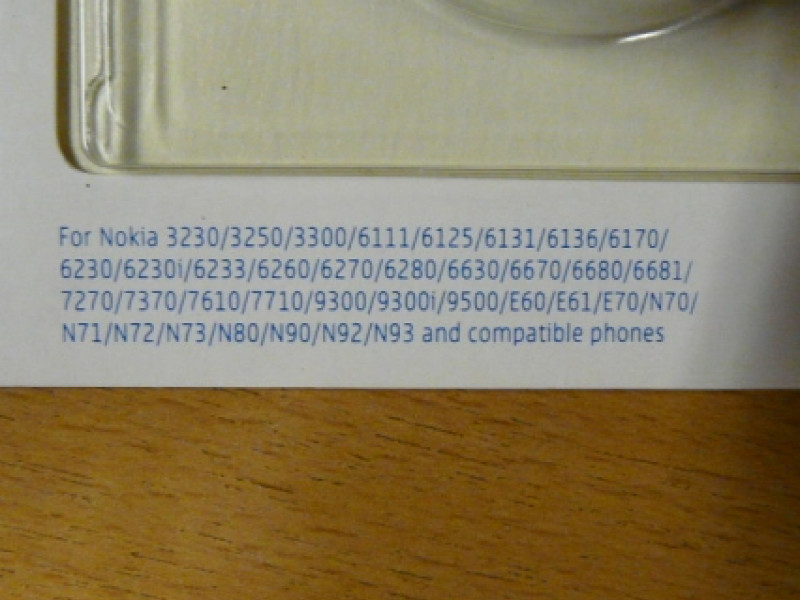 For Nokia 3230/3250/3300/6111/6125/6131/6136/6170/
6230/6230i/6233/6260/6270/6280/6630/6670/6680/6681/
7270/7370/7610/7710/9300/9300i/9500/E60/E61/E70/N70/
N71/N72/N73/N80/N90/N92/N93 and compatible phones